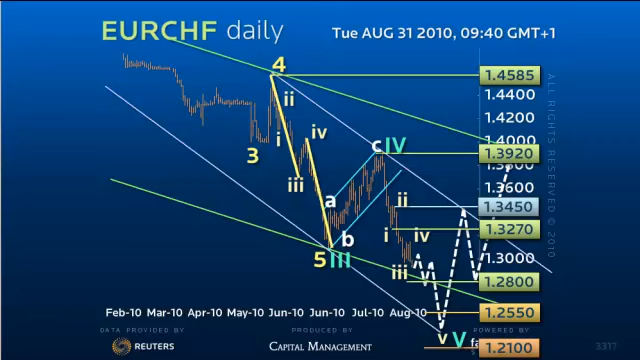 EURCHF daily
Tue AUG 31 2010, 09:40 GMT+1
4
1.4585
1.4400
ii
1.4200
i
iv
1.4000
c IV
3
1.3920
1.3800
iii
1.3600
a
ii
1.3450
b
i
iv
1.3270
5 III
1.3000
iii
1.2800
Feb-10 Mar-10 Apr-10 May-10 Jun-10 Jun-10 Jul-10 Aug-10
1.2550
v V
1.2100
DATA PROVIDED BY
PRODUCED BY
POWERED BY
REUTERS
CAPITAL MANAGEMENT
3317
ALL RIGHTS RESERVED © 2010